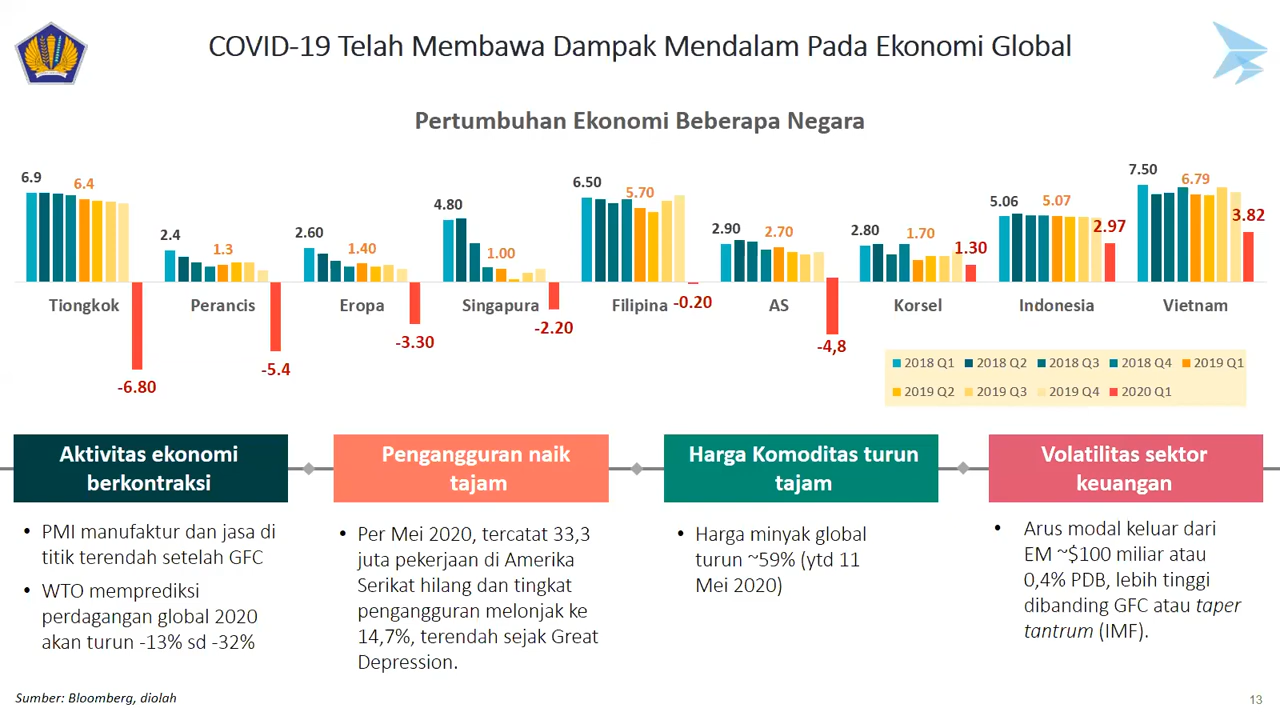 COVID-19 Telah Membawa Dampak Mendalam Pada Ekonomi Global
Pertumbuhan Ekonomi Beberapa Negara
6.9
6.4
-6.80
Tiongkok
2.4
1.3
-5.4
Perancis
2.60
1.40
-3.30
Eropa
4.80
1.00
-2.20
Singapura
6.50
5.70
-0.20
Filipina
2.90
2.70
-4,8
AS
2.80
1.70
1.30
Korsel
5.06
5.07
2.97
Indonesia
7.50
6.79
3.82
Vietnam
2018 Q1 2018 Q2 2018 Q3 2018 Q4 2019 Q1
2019 Q2 2019 Q3 2019 Q4 2020 Q1
Aktivitas ekonomi
berkontraksi
• PMI manufaktur dan jasa di
titik terendah setelah GFC
• WTO memprediksi
perdagangan global 2020
akan turun -13% sd -32%
Pengangguran naik
tajam
• Per Mei 2020, tercatat 33,3
juta pekerjaan di Amerika
Serikat hilang dan tingkat
pengangguran melonjak ke
14,7%, terendah sejak Great
Depression.
Harga Komoditas turun
tajam
• Harga minyak global
turun ~59% (ytd 11
Mei 2020)
Volatilitas sektor
keuangan
• Arus modal keluar dari
EM ~$100 miliar atau
0,4% PDB, lebih tinggi
dibanding GFC atau taper
tantrum (IMF).
Sumber: Bloomberg, diolah
13